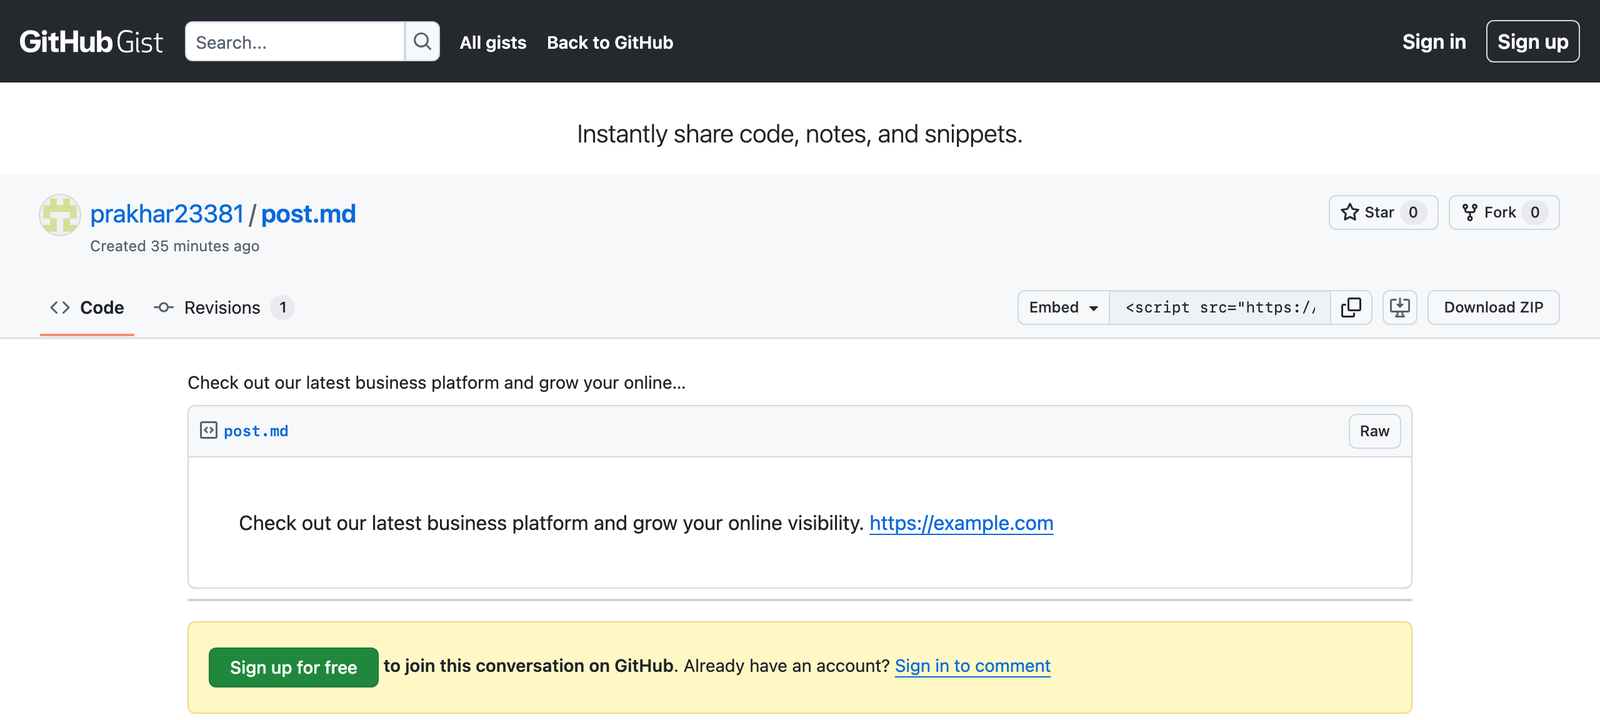 GitHub Gist Search... All gists Back to GitHub Sign in Sign up
Instantly share code, notes, and snippets.
prakhar23381 / post.md
Star 0 Fork 0
Created 35 minutes ago
Code Revisions 1 Embed <script src="https:// Download ZIP
Check out our latest business platform and grow your online...
post.md Raw
Check out our latest business platform and grow your online visibility. https://example.com
Sign up for free to join this conversation on GitHub. Already have an account? Sign in to comment